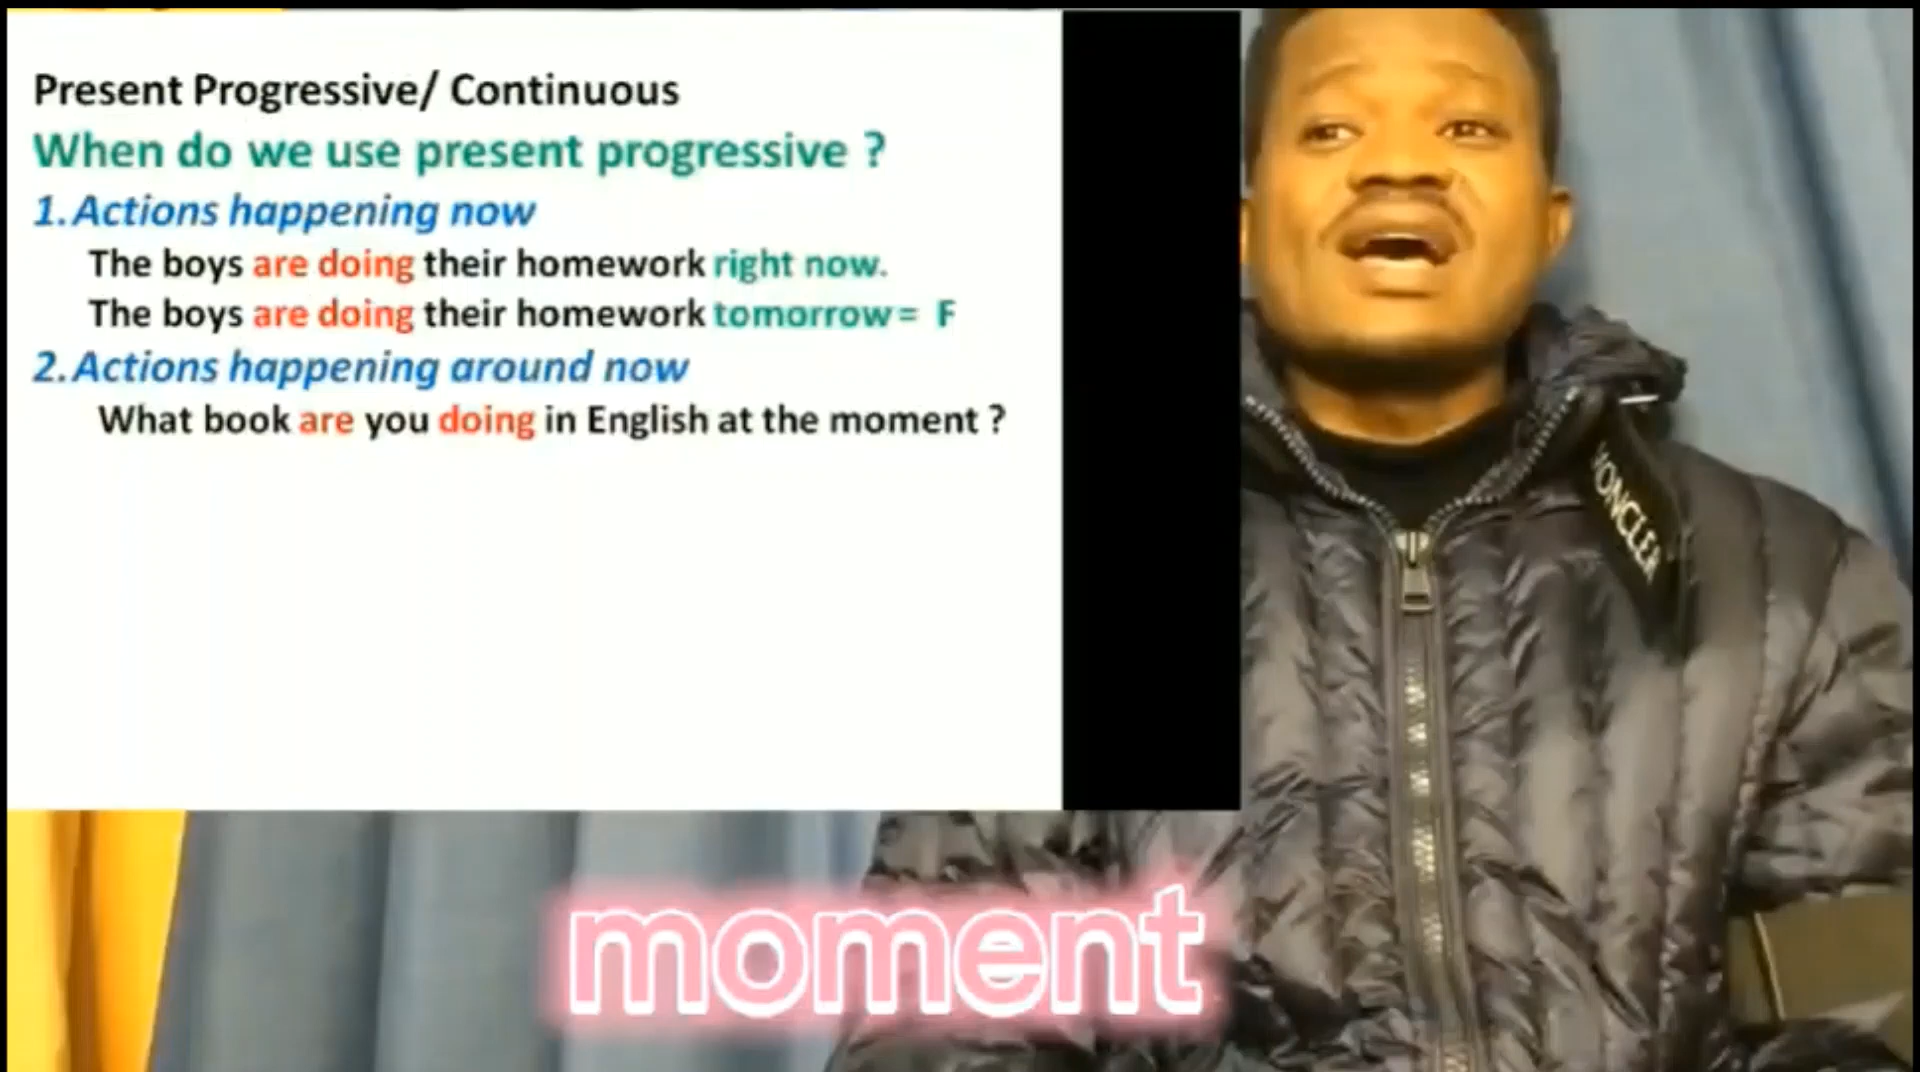 Present Progressive/ Continuous
When do we use present progressive ?
1. Actions happening now
The boys are doing their homework right now.
The boys are doing their homework tomorrow= F
2. Actions happening around now
What book are you doing in English at the moment ?
MONCLER
moment